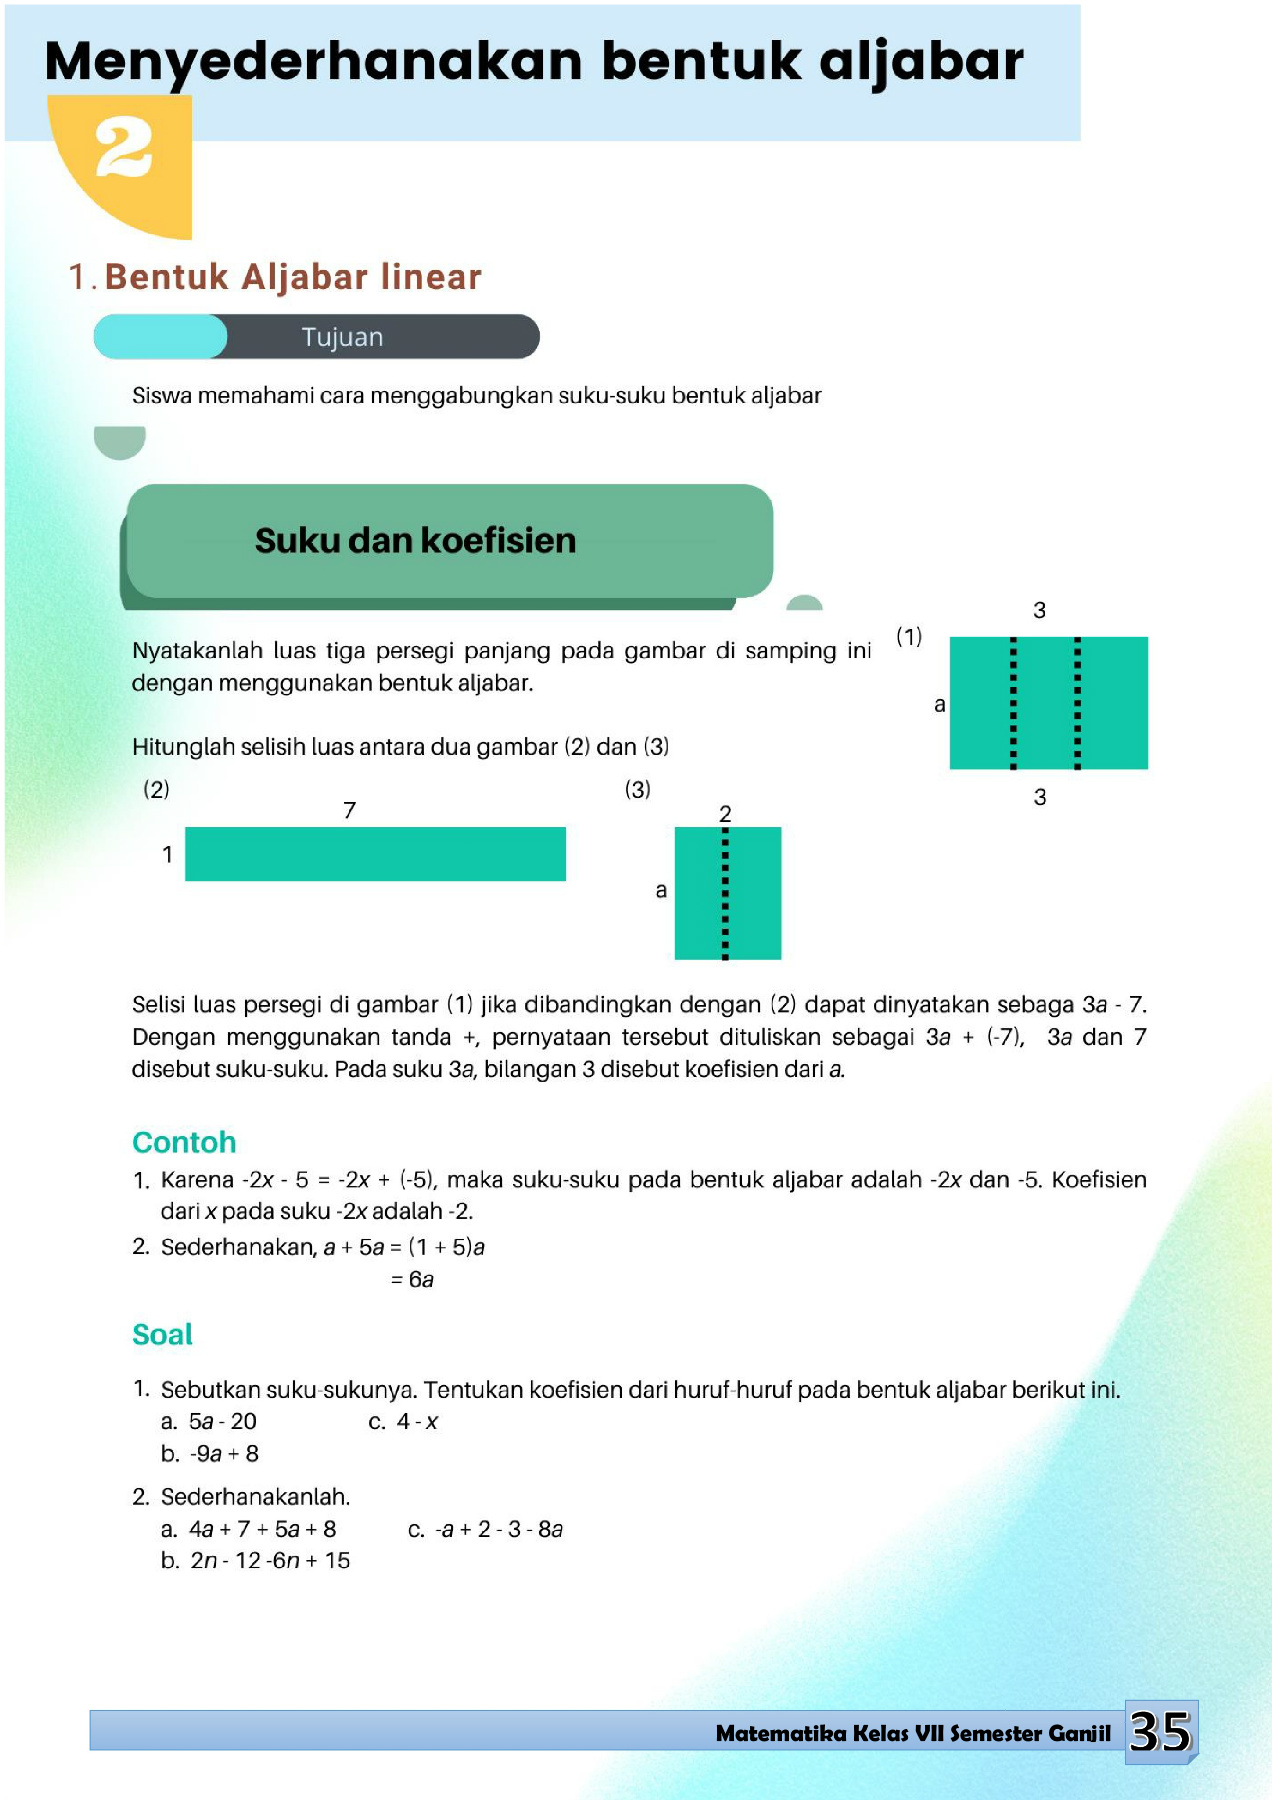 Menyederhanakan bentuk aljabar
2
1. Bentuk Aljabar linear
Tujuan
Siswa memahami cara menggabungkan suku-suku bentuk aljabar
Suku dan koefisien
Nyatakanlah luas tiga persegi panjang pada gambar di samping ini
dengan menggunakan bentuk aljabar.
(1)
3
a
3
Hitunglah selisih luas antara dua gambar (2) dan (3)
(2)
7
1
(3)
2
a
Selisi luas persegi di gambar (1) jika dibandingkan dengan (2) dapat dinyatakan sebaga 3a - 7.
Dengan menggunakan tanda +, pernyataan tersebut dituliskan sebagai 3a + (-7), 3a dan 7
disebut suku-suku. Pada suku 3a, bilangan 3 disebut koefisien dari a.
Contoh
1. Karena -2x - 5 = -2x + (-5), maka suku-suku pada bentuk aljabar adalah -2x dan -5. Koefisien
dari x pada suku -2x adalah -2.
2. Sederhanakan, a + 5a = (1 + 5)a
= 6a
Soal
1. Sebutkan suku-sukunya. Tentukan koefisien dari huruf-huruf pada bentuk aljabar berikut ini.
a. 5a - 20 c. 4 - x
b. -9a + 8
2. Sederhanakanlah.
a. 4a + 7 + 5a + 8 c. -a + 2 - 3 - 8a
b. 2n - 12 -6n + 15
Matematika Kelas VII Semester Ganjil 35